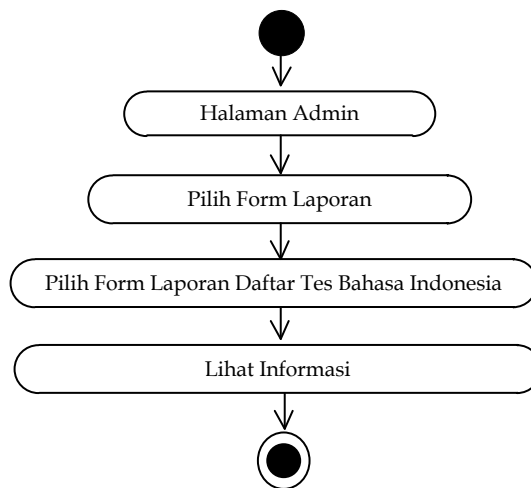 Halaman Admin
Pilih Form Laporan
Pilih Form Laporan Daftar Tes Bahasa Indonesia
Lihat Informasi